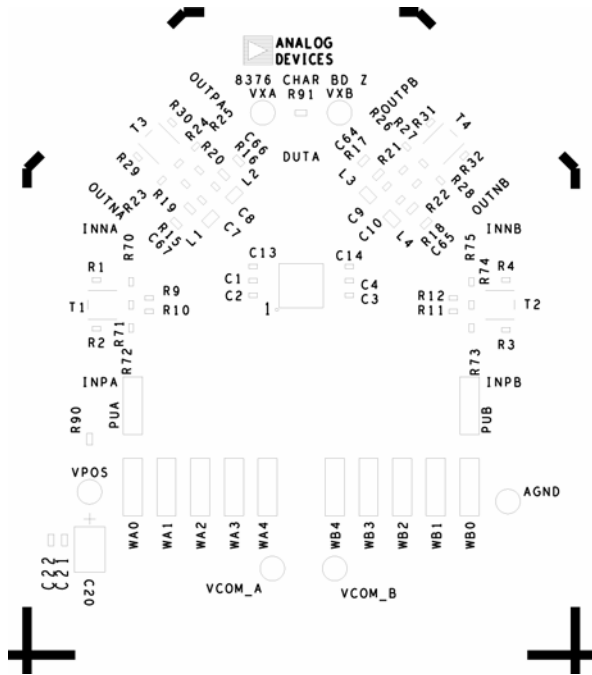 ANALOG
DEVICES
8376 CHAR BD Z
VXA R91 VXB
DUTA
OUTPA
T3
R30
R24
R25
R29
R20
C66
R16
L2
OUTNA
R23
R19
R15
C67
L1
C7
C8
OUTPB
R26
R27
R31
T4
C64
R17
R21
R32
L3
R28
R22
OUTNB
C9
C10
L4
R18
C65
INNA
INNB
R70
R75
R74
C13
C14
R1
R4
C1
C4
C2
C3
T1
R9
R10
1
R12
R11
T2
R2
R71
R72
R3
R73
INPA
INPB
R90
PUA
PUB
VPOS
AGND
+
WA0 WA1 WA2 WA3 WA4 WB4 WB3 WB2 WB1 WB0
C22 C21 C20
VCOM_A VCOM_B